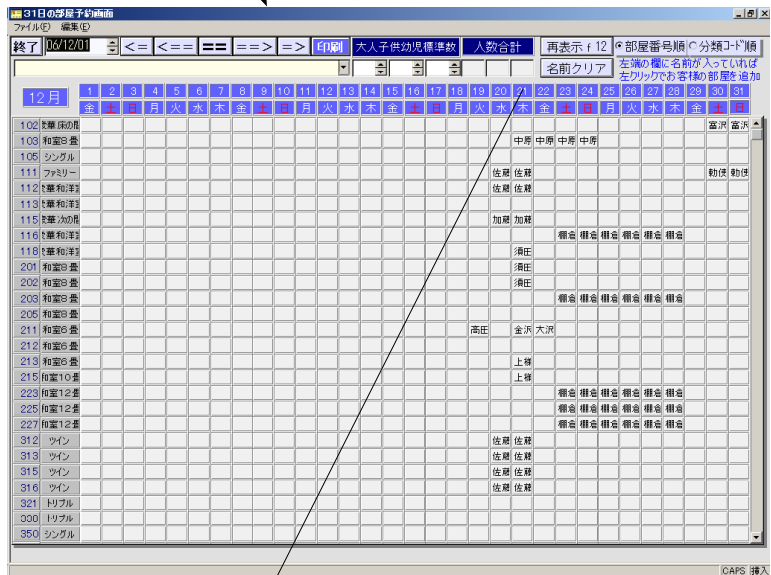 31日の部屋予約画面
ファイル(F) 編集(E)
終了 06/12/01 <= <== == ==> => 印刷 大人子供幼児標準数 人数合計 再表示 f 12 部屋番号順 分類コード順
名前クリア 左端の欄に名前が入っていれば
左クリックでお客様の部屋を追加
12月 1 2 3 4 5 6 7 8 9 10 11 12 13 14 15 16 17 18 19 20 21 22 23 24 25 26 27 28 29 30 31
金 土 日 月 火 水 木 金 土 日 月 火 水 木 金 土 日 月 火 水 木 金 土 日 月 火 水 木 金 土 日
102 富沢 富沢
103 和室8畳 中原 中原 中原 中原
105 シングル
111 ファミリー 佐藤 佐藤 勅使 勅使
112 華和洋 佐藤 佐藤
113 華和洋
115 華次の間 加藤 加藤
116 華和洋 棚倉 棚倉 棚倉 棚倉 棚倉 棚倉
118 華和洋 須田
201 和室8畳 須田
202 和室8畳 須田
203 和室8畳 棚倉 棚倉 棚倉 棚倉 棚倉 棚倉
205 和室8畳
211 和室6畳 高田 金沢 大沢
212 和室6畳
213 和室6畳 上様
215 和室10畳 上様
223 和室12畳 棚倉 棚倉 棚倉 棚倉 棚倉 棚倉
225 和室12畳 棚倉 棚倉 棚倉 棚倉 棚倉 棚倉
227 和室12畳 棚倉 棚倉 棚倉 棚倉 棚倉 棚倉
312 ツイン 佐藤 佐藤
313 ツイン 佐藤 佐藤
315 ツイン 佐藤 佐藤
316 ツイン 佐藤 佐藤
321 トリプル
330 トリプル
350 シングル
CAPS 挿入